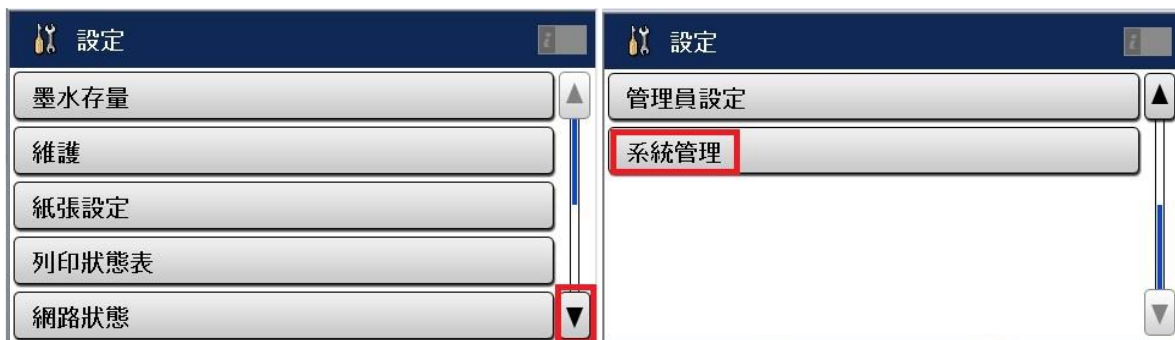 設定
墨水存量
維護
紙張設定
列印狀態表
網路狀態
設定
管理員設定
系統管理